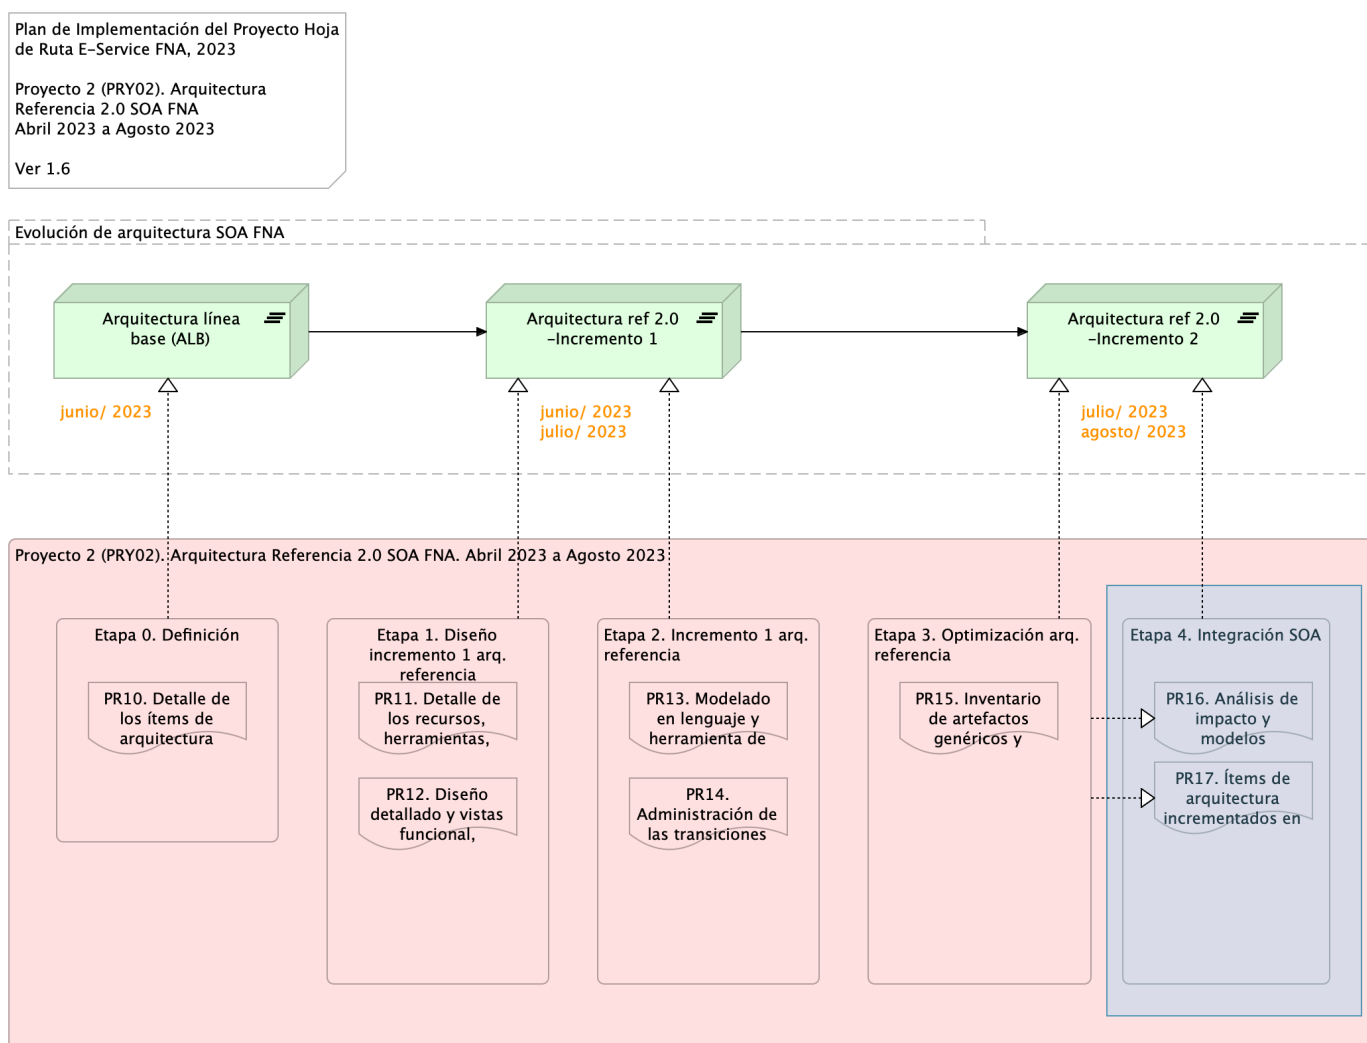 Plan de Implementación del Proyecto Hoja
de Ruta E-Service FNA, 2023
Proyecto 2 (PRY02). Arquitectura
Referencia 2.0 SOA FNA
Abril 2023 a Agosto 2023
Ver 1.6
Evolución de arquitectura SOA FNA
Arquitectura línea
base (ALB)
Arquitectura ref 2.0
-Incremento 1
Arquitectura ref 2.0
-Incremento 2
junio/ 2023
junio/ 2023
julio/ 2023
julio/ 2023
agosto/ 2023
Proyecto 2 (PRY02). Arquitectura Referencia 2.0 SOA FNA. Abril 2023 a Agosto 2023
Etapa 0. Definición
PR10. Detalle de
los ítems de
arquitectura
Etapa 1. Diseño
incremento 1 arq.
referencia
PR11. Detalle de
los recursos,
herramientas,
PR12. Diseño
detallado y vistas
funcional,
Etapa 2. Incremento 1 arq.
referencia
PR13. Modelado
en lenguaje y
herramienta de
PR14.
Administración de
las transiciones
Etapa 3. Optimización arq.
referencia
PR15. Inventario
de artefactos
genéricos y
Etapa 4. Integración SOA
PR16. Análisis de
impacto y
modelos
PR17. Ítems de
arquitectura
incrementados en